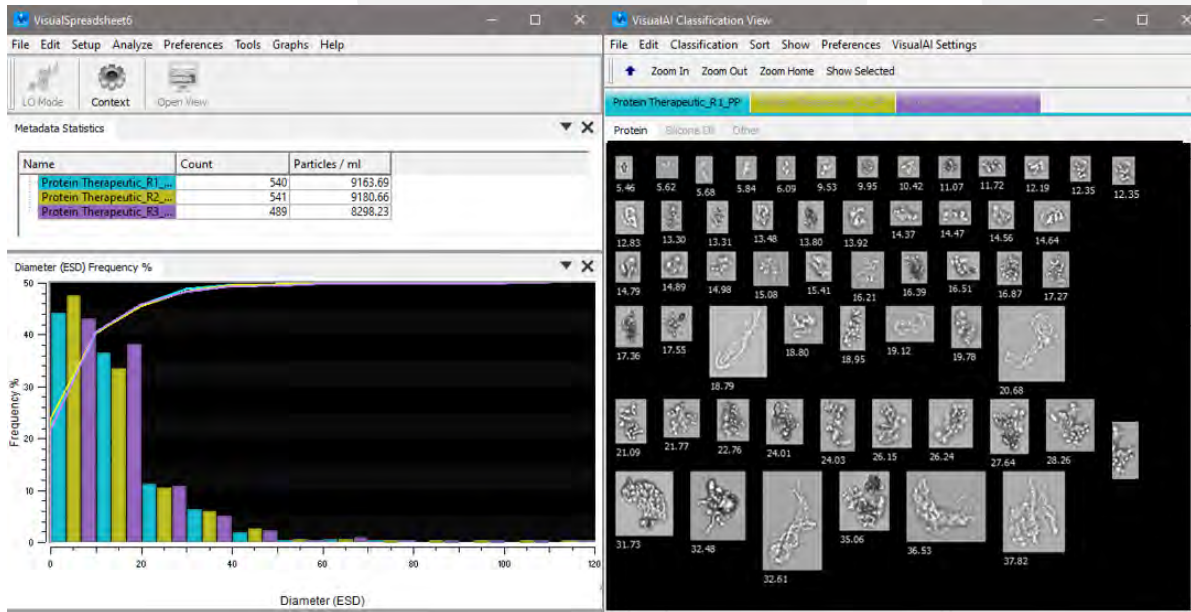 VisualSpreadsheet6
File Edit Setup Analyze Preferences Tools Graphs Help
LO Mode Context Open View
Metadata Statistics
Name Count Particles / ml
Protein Therapeutic_R1_... 540 9163.69
Protein Therapeutic_R2_... 541 9180.66
Protein Therapeutic_R3_... 489 8298.23
Diameter (ESD) Frequency %
Frequency %
50
40
30
20
10
0
0 20 40 60 80 100 120
Diameter (ESD)
VisualAI Classification View
File Edit Classification Sort Show Preferences VisualAI Settings
Zoom In Zoom Out Zoom Home Show Selected
Protein Therapeutic_R1_PP
Protein Silicone Oil Other
5.46 5.62 5.68 5.84 6.09 9.53 9.95 10.42 11.07 11.72 12.19 12.35 12.35
12.83 13.30 13.31 13.48 13.80 13.92 14.37 14.47 14.56 14.64
14.79 14.89 14.98 15.08 15.41 16.21 16.39 16.51 16.87 17.27
17.36 17.55 18.79 18.80 18.95 19.12 19.78 20.68
21.09 21.77 22.76 24.01 24.03 26.15 26.24 27.64 28.26
31.73 32.48 32.61 35.06 36.53 37.82